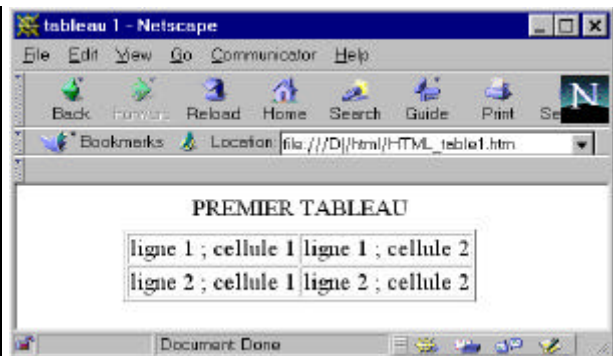 tableau 1 - Netscape
File Edit View Go Communicator Help
Back Forward Reload Home Search Guide Print Se N
Bookmarks Location: file:///D|/html/HTML_table1.htm
PREMIER TABLEAU
ligne 1 ; cellule 1 ligne 1 ; cellule 2
ligne 2 ; cellule 1 ligne 2 ; cellule 2
Document Done